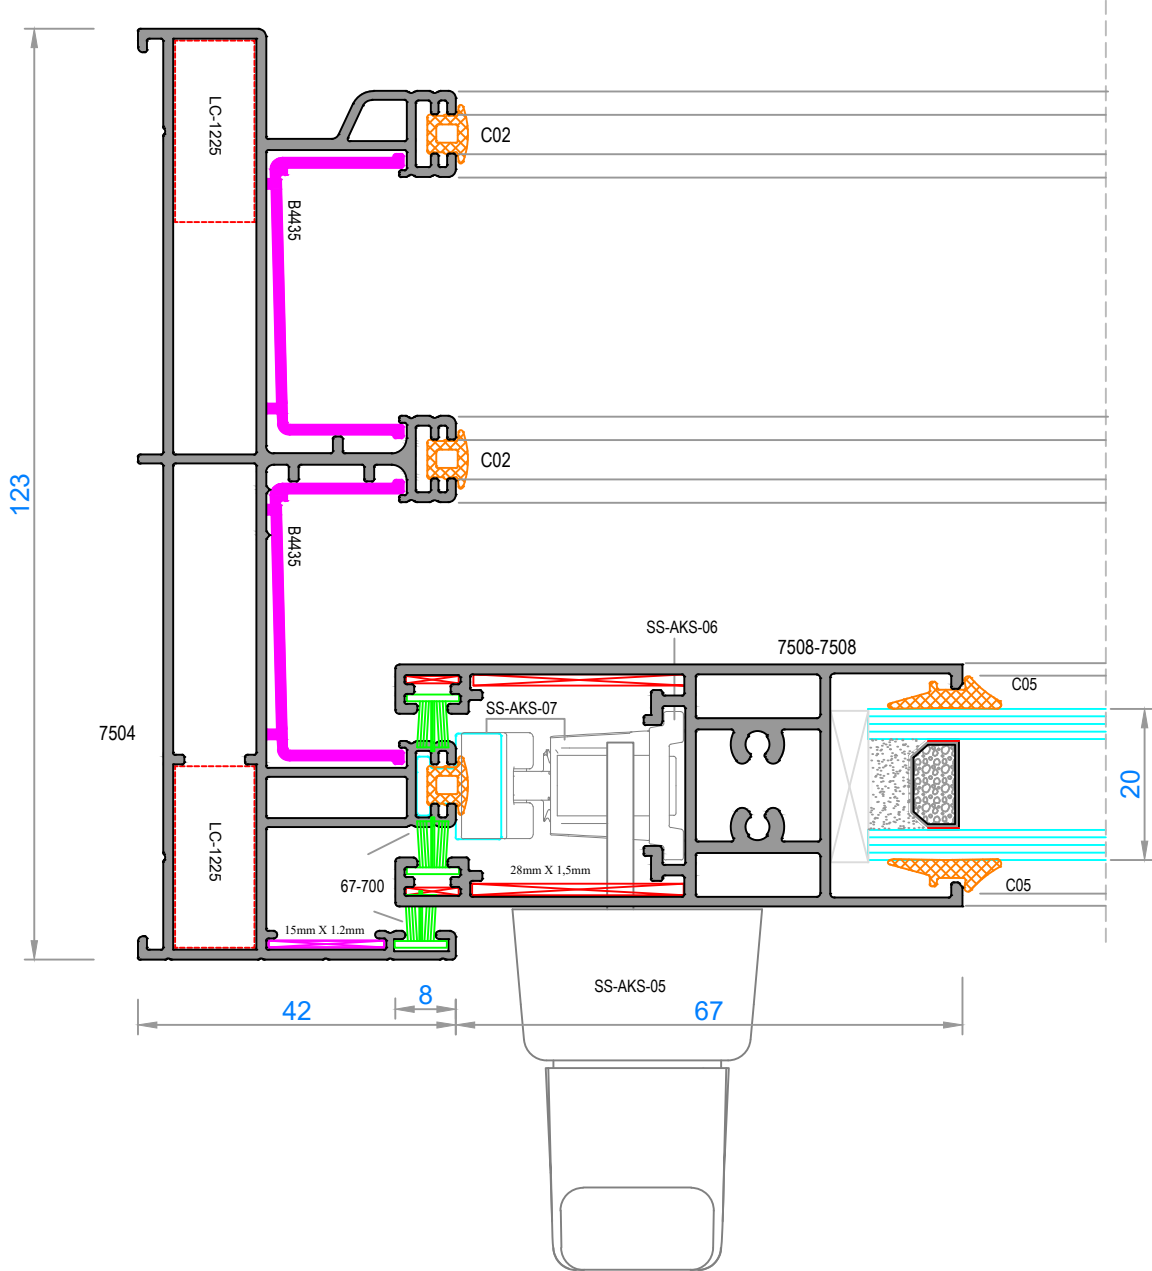 LC-1225
C02
B4435
C02
123
B4435
SS-AKS-06
7508-7508
C05
SS-AKS-07
7504
20
LC-1225
28mm X 1,5mm
67-700
C05
15mm X 1.2mm
SS-AKS-05
8
42
67